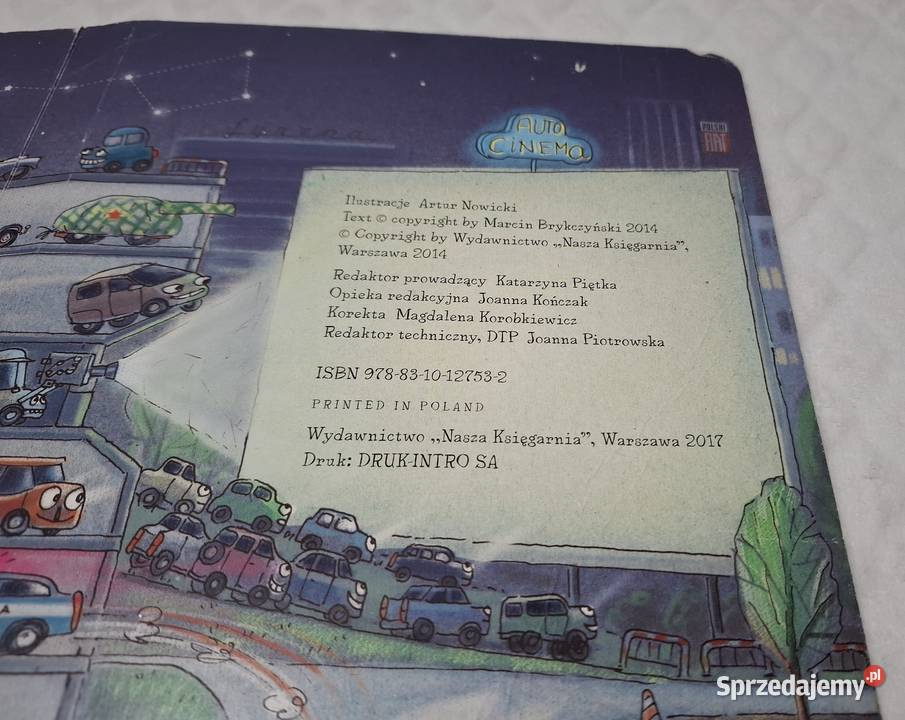 AUTO
CINEMA
POLSKI
FIAT
Ilustracje Artur Nowicki
Text © copyright by Marcin Brykczyński 2014
© Copyright by Wydawnictwo „Nasza Księgarnia”,
Warszawa 2014
Redaktor prowadzący Katarzyna Piętka
Opieka redakcyjna Joanna Kończak
Korekta Magdalena Korobkiewicz
Redaktor techniczny, DTP Joanna Piotrowska
ISBN 978-83-10-12753-2
PRINTED IN POLAND
Wydawnictwo „Nasza Księgarnia”, Warszawa 2017
Druk: DRUK-INTRO SA
Sprzedajemy.pl